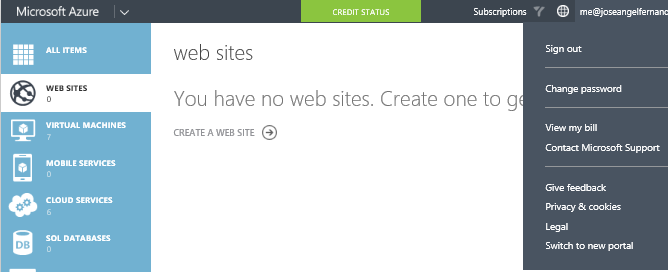 Microsoft Azure
CREDIT STATUS
Subscriptions
me@joseangelfernand
ALL ITEMS
WEB SITES
0
VIRTUAL MACHINES
7
MOBILE SERVICES
0
CLOUD SERVICES
6
DB
SQL DATABASES
0
web sites
You have no web sites. Create one to ge
CREATE A WEB SITE
Sign out
Change password
View my bill
Contact Microsoft Support
Give feedback
Privacy & cookies
Legal
Switch to new portal